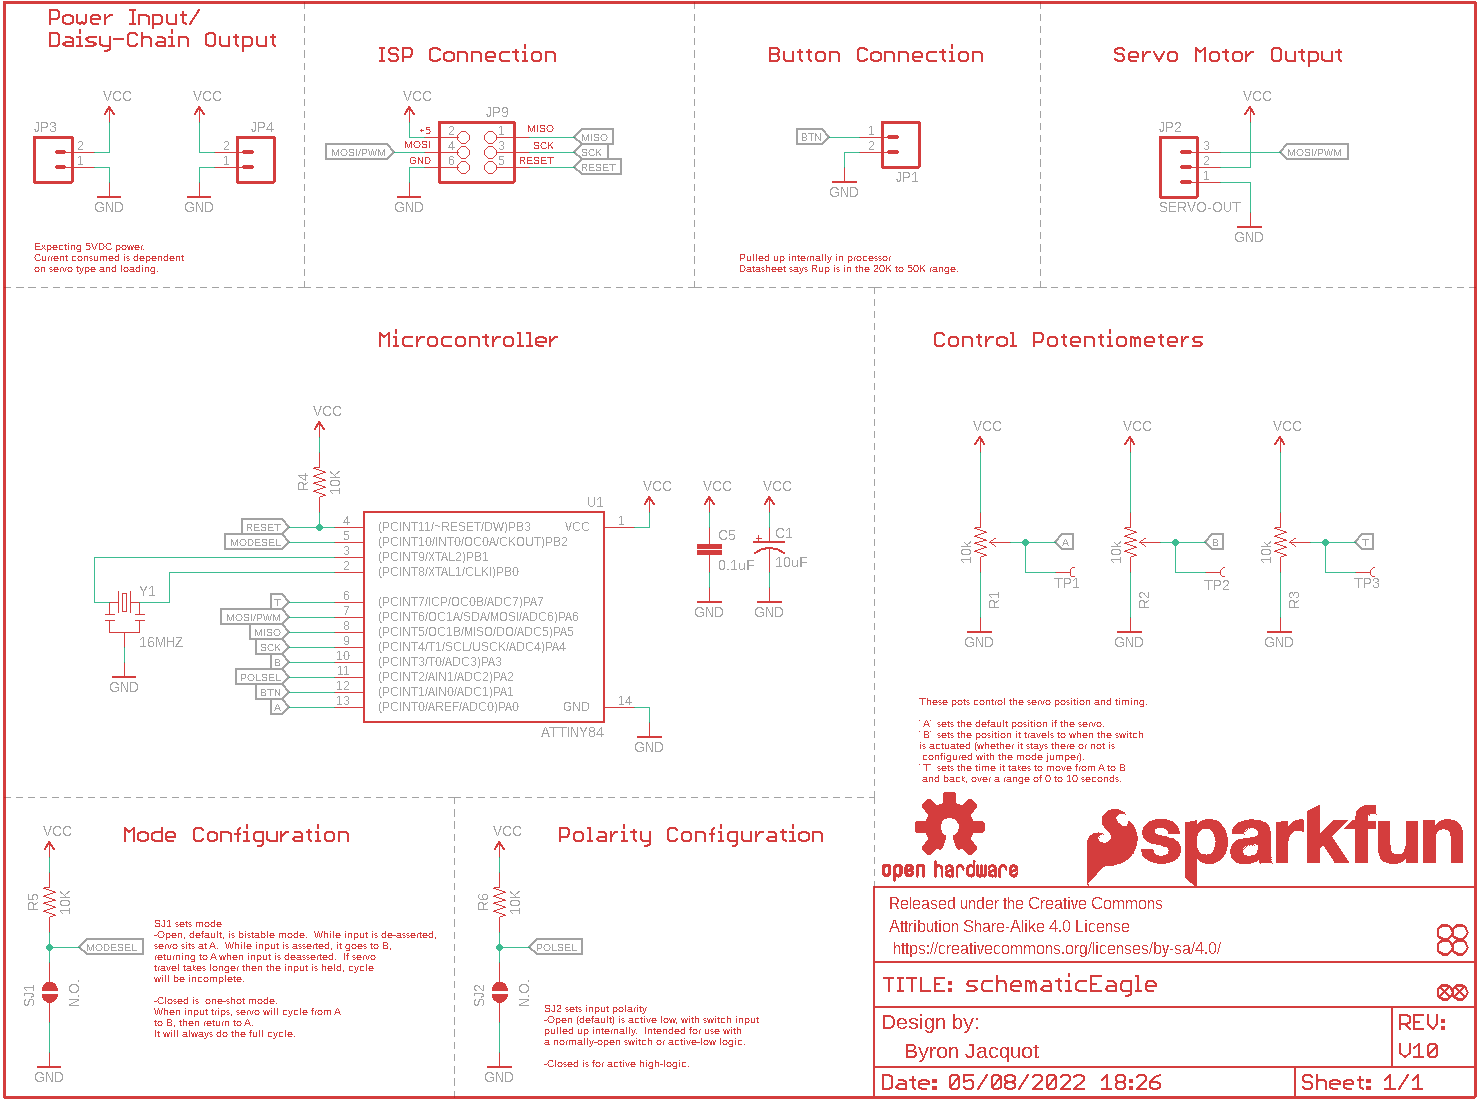 Power Input/
Daisy-Chain Output
VCC
VCC
JP3
JP4
2
1
2
1
GND
GND
Expecting 5VDC power.
Current consumed is dependent
on servo type and loading.
ISP Connection
VCC
JP9
+5
2
1
MISO
MISO
MOSI/PWM
MOSI
4
3
SCK
SCK
GND
6
5
RESET
RESET
GND
Button Connection
BTN
1
2
JP1
GND
Pulled up internally in processor
Datasheet says Rup is in the 20K to 50K range.
Servo Motor Output
VCC
JP2
3
2
1
MOSI/PWM
SERVO-OUT
GND
Microcontroller
VCC
R4
10K
U1
VCC
VCC
VCC
RESET
4
(PCINT11/~RESET/DW)PB3
VCC
1
MODESEL
5
(PCINT10/INT0/OC0A/CKOUT)PB2
3
(PCINT9/XTAL2)PB1
2
(PCINT8/XTAL1/CLKI)PB0
T
6
(PCINT7/ICP/OC0B/ADC7)PA7
MOSI/PWM
7
(PCINT6/OC1A/SDA/MOSI/ADC6)PA6
MISO
8
(PCINT5/OC1B/MISO/DO/ADC5)PA5
SCK
9
(PCINT4/T1/SCL/USCK/ADC4)PA4
B
10
(PCINT3/T0/ADC3)PA3
POLSEL
11
(PCINT2/AIN1/ADC2)PA2
BTN
12
(PCINT1/AIN0/ADC1)PA1
A
13
(PCINT0/AREF/ADC0)PA0
GND
14
ATTINY84
GND
Y1
16MHZ
GND
C5
0.1uF
GND
+
C1
10uF
GND
Control Potentiometers
VCC
VCC
VCC
10k
A
TP1
R1
GND
10k
B
TP2
R2
GND
10k
T
TP3
R3
GND
These pots control the servo position and timing.
`A` sets the default position if the servo.
`B` sets the position it travels to when the switch
is actuated (whether it stays there or not is
configured with the mode jumper).
`T` sets the time it takes to move from A to B
and back, over a range of 0 to 10 seconds.
Mode Configuration
VCC
R5
10K
MODESEL
SJ1
N.O.
GND
SJ1 sets mode
-Open, default, is bistable mode. While input is de-asserted,
servo sits at A. While input is asserted, it goes to B,
returning to A when input is deasserted. If servo
travel takes longer then the input is held, cycle
will be incomplete.
-Closed is one-shot mode.
When input trips, servo will cycle from A
to B, then return to A.
It will always do the full cycle.
Polarity Configuration
VCC
R6
10K
POLSEL
SJ2
N.O.
GND
SJ2 sets input polarity
-Open (default) is active low, with switch input
pulled up internally. Intended for use with
a normally-open switch or active-low logic.
-Closed is for active high-logic.
open hardware
sparkfun
Released under the Creative Commons
Attribution Share-Alike 4.0 License
https://creativecommons.org/licenses/by-sa/4.0/
TITLE: schematicEagle
Design by:
Byron Jacquot
REV:
V10
Date: 05/08/2022 18:26
Sheet: 1/1